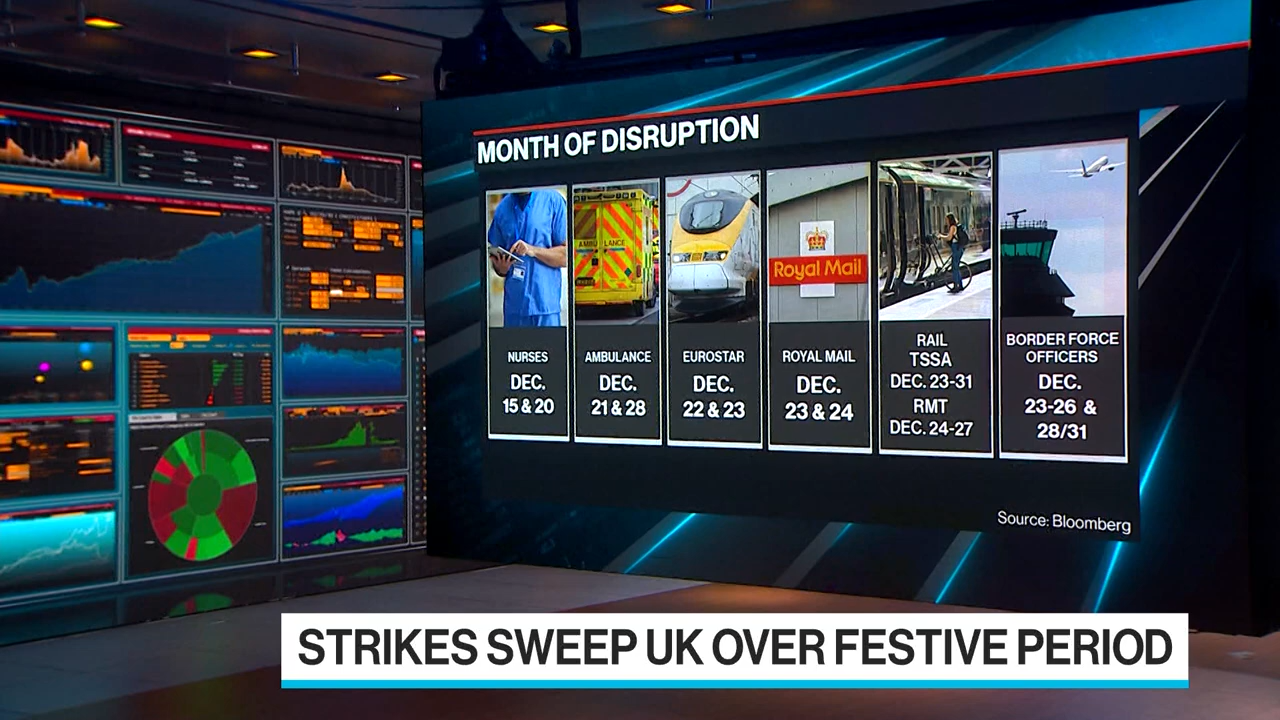 MONTH OF DISRUPTION
AMBULANCE
Royal Mail
NURSES
DEC.
15 & 20
AMBULANCE
DEC.
21 & 28
EUROSTAR
DEC.
22 & 23
ROYAL MAIL
DEC.
23 & 24
RAIL
TSSA
DEC. 23-31
RMT
DEC. 24-27
BORDER FORCE
OFFICERS
DEC.
23-26 &
28/31
Source: Bloomberg
STRIKES SWEEP UK OVER FESTIVE PERIOD